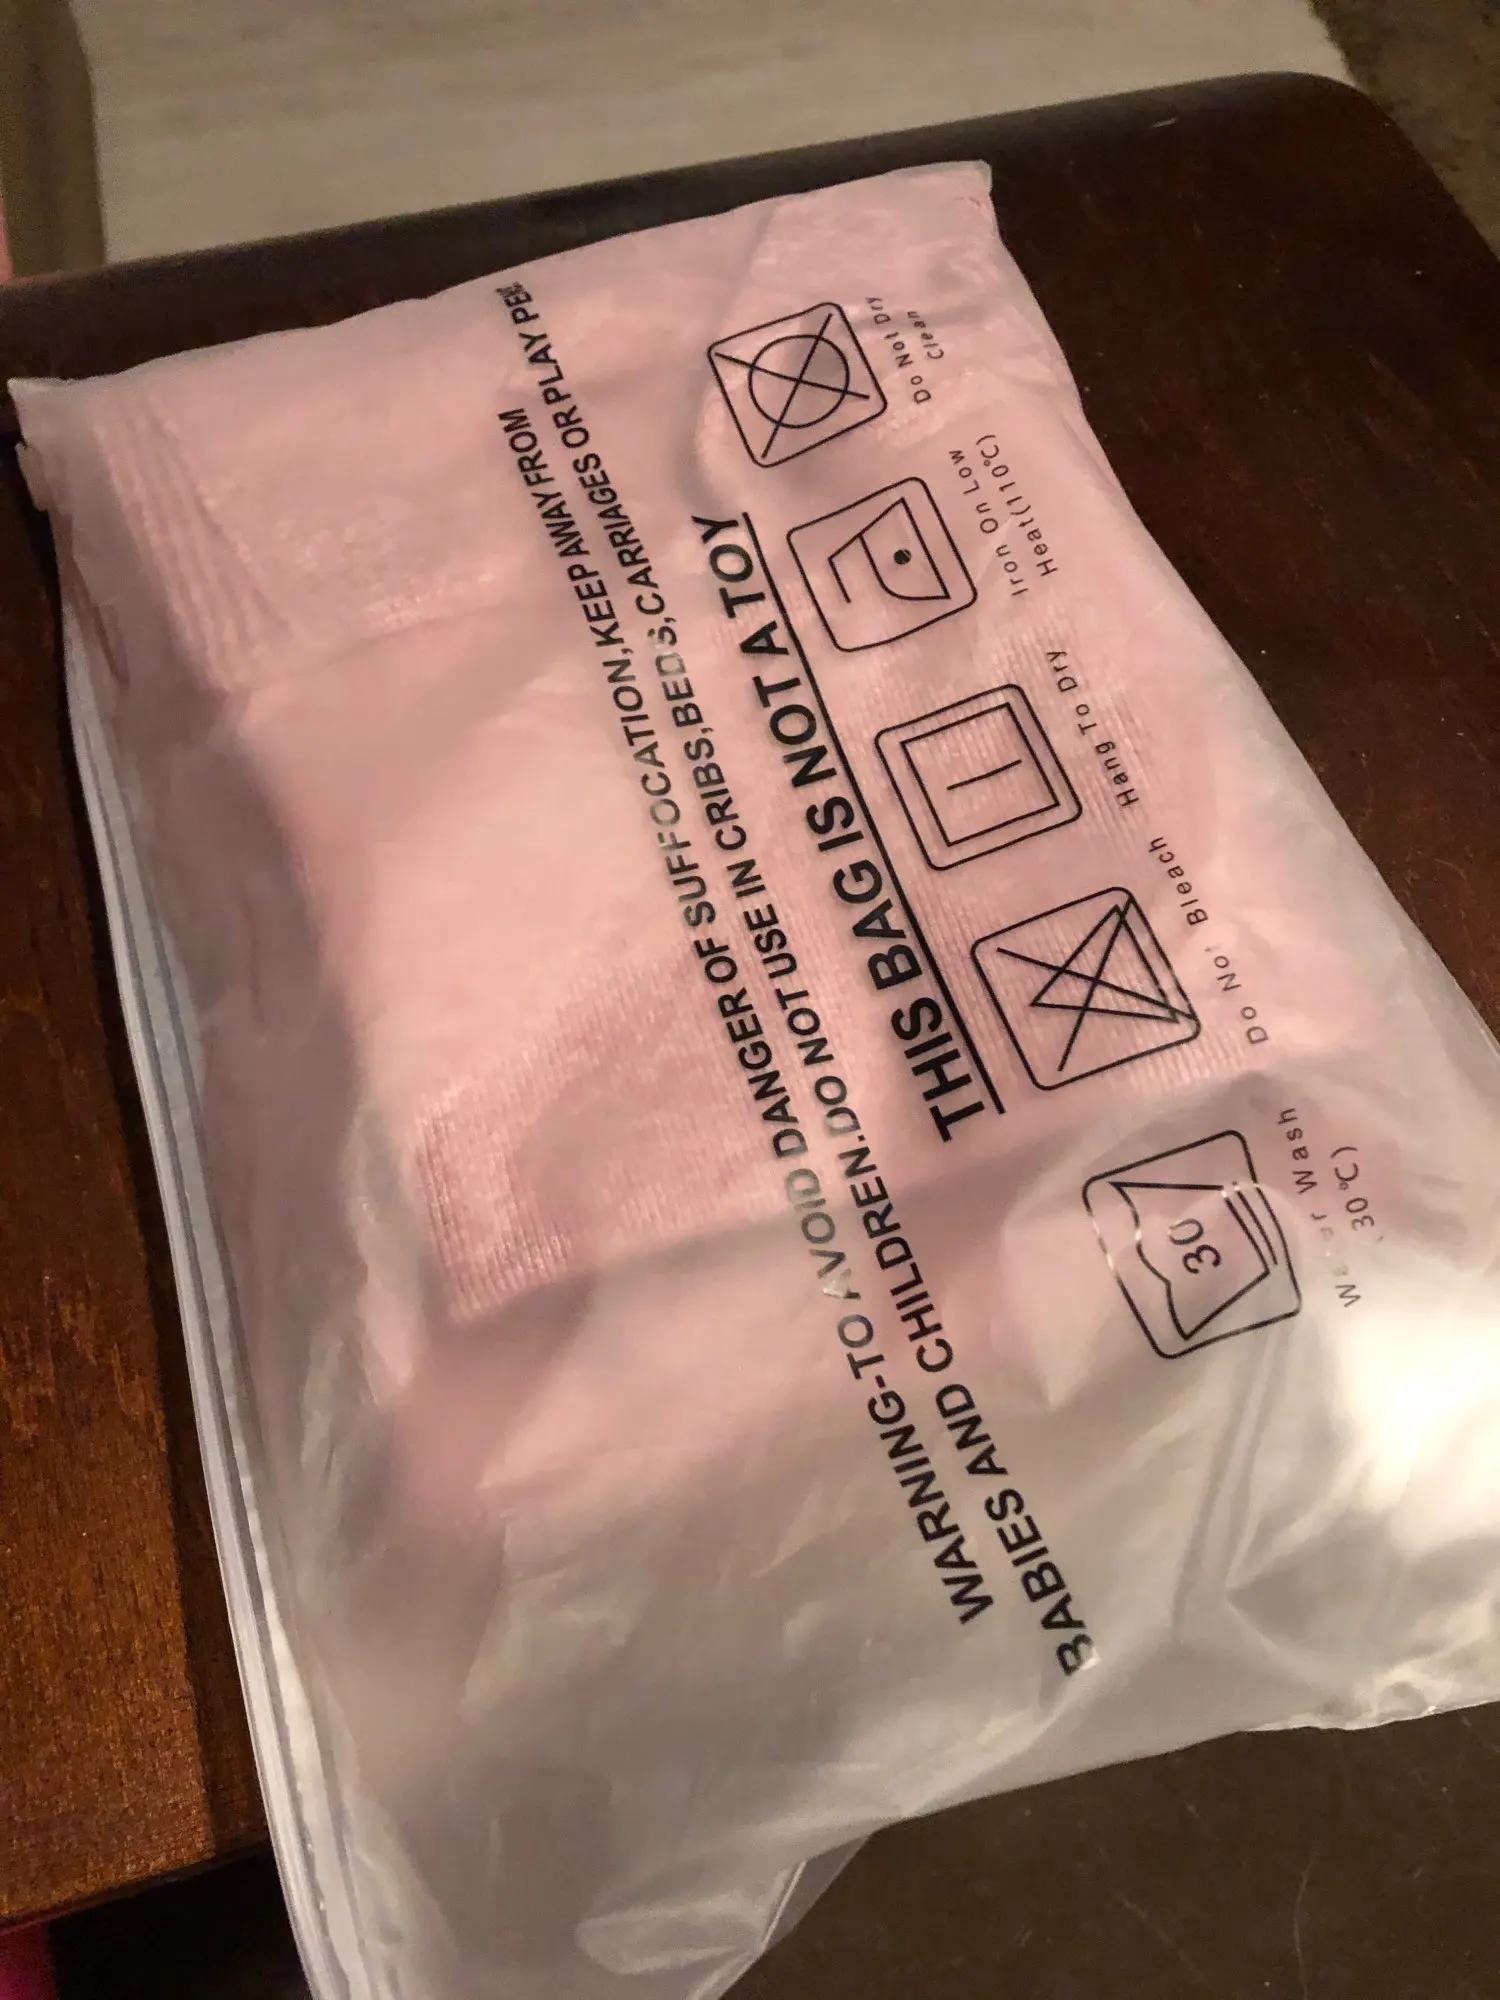 WARNING-TO AVOID DANGER OF SUFFOCATION,KEEP AWAY FROM
BABIES AND CHILDREN.DO NOT USE IN CRIBS,BEDS,CARRIAGES OR PLAY PEN.
THIS BAG IS NOT A TOY
30
Water Wash
(30℃)
Do Not Bleach
Hang To Dry
Iron On Low
Heat(110℃)
Do Not Dry
Clean